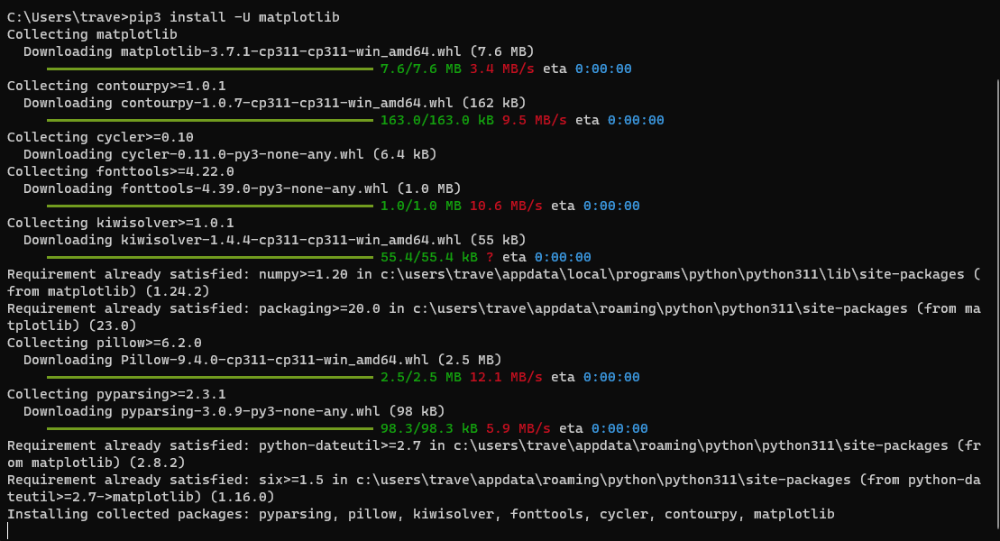 C:\Users\trave>pip3 install -U matplotlib
Collecting matplotlib
Downloading matplotlib-3.7.1-cp311-cp311-win_amd64.whl (7.6 MB)
7.6/7.6 MB 3.4 MB/s eta 0:00:00
Collecting contourpy>=1.0.1
Downloading contourpy-1.0.7-cp311-cp311-win_amd64.whl (162 kB)
163.0/163.0 kB 9.5 MB/s eta 0:00:00
Collecting cycler>=0.10
Downloading cycler-0.11.0-py3-none-any.whl (6.4 kB)
Collecting fonttools>=4.22.0
Downloading fonttools-4.39.0-py3-none-any.whl (1.0 MB)
1.0/1.0 MB 10.6 MB/s eta 0:00:00
Collecting kiwisolver>=1.0.1
Downloading kiwisolver-1.4.4-cp311-cp311-win_amd64.whl (55 kB)
55.4/55.4 kB ? eta 0:00:00
Requirement already satisfied: numpy>=1.20 in c:\users\trave\appdata\local\programs\python\python311\lib\site-packages (
from matplotlib) (1.24.2)
Requirement already satisfied: packaging>=20.0 in c:\users\trave\appdata\roaming\python\python311\site-packages (from ma
tplotlib) (23.0)
Collecting pillow>=6.2.0
Downloading Pillow-9.4.0-cp311-cp311-win_amd64.whl (2.5 MB)
2.5/2.5 MB 12.1 MB/s eta 0:00:00
Collecting pyparsing>=2.3.1
Downloading pyparsing-3.0.9-py3-none-any.whl (98 kB)
98.3/98.3 kB 5.9 MB/s eta 0:00:00
Requirement already satisfied: python-dateutil>=2.7 in c:\users\trave\appdata\roaming\python\python311\site-packages (fr
om matplotlib) (2.8.2)
Requirement already satisfied: six>=1.5 in c:\users\trave\appdata\roaming\python\python311\site-packages (from python-da
teutil>=2.7->matplotlib) (1.16.0)
Installing collected packages: pyparsing, pillow, kiwisolver, fonttools, cycler, contourpy, matplotlib